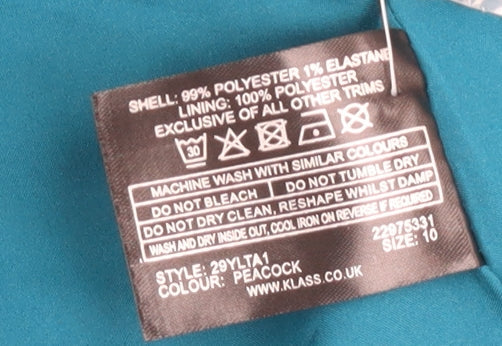 SHELL: 99% POLYESTER 1% ELASTANE
LINING: 100% POLYESTER
EXCLUSIVE OF ALL OTHER TRIMS
30
MACHINE WASH WITH SIMILAR COLOURS
DO NOT BLEACH DO NOT TUMBLE DRY
DO NOT DRY CLEAN, RESHAPE WHILST DAMP
WASH AND DRY INSIDE OUT, COOL IRON ON REVERSE IF REQUIRED
STYLE: 29YLTA1 22975331
COLOUR: PEACOCK SIZE: 10
WWW.KLASS.CO.UK